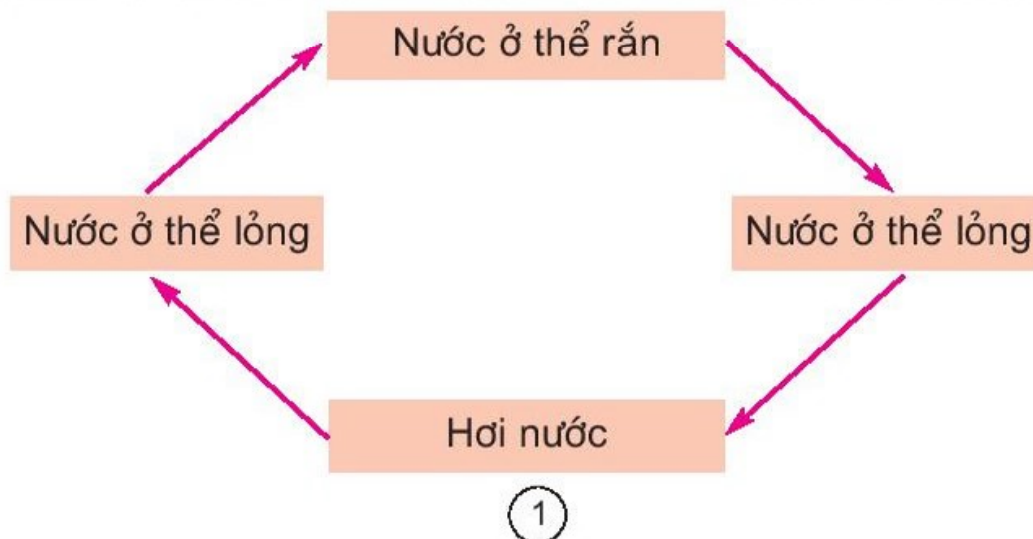 Nước ở thể rắn
Nước ở thể lỏng
Nước ở thể lỏng
Hơi nước
1